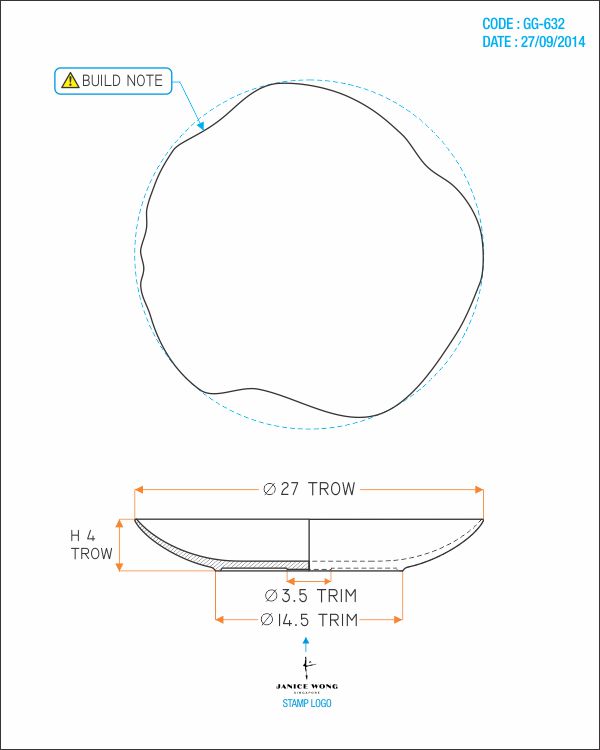 CODE : GG-632
DATE : 27/09/2014
BUILD NOTE
Ø 27 TROW
H 4
TROW
Ø 3.5 TRIM
Ø 14.5 TRIM
JANICE WONG
SINGAPORE
STAMP LOGO